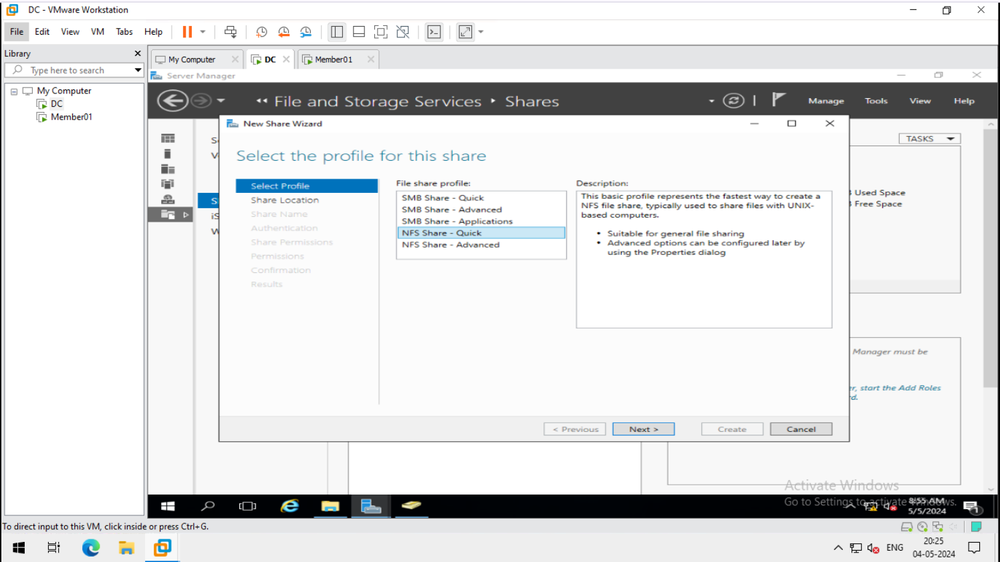 DC - VMware Workstation
File Edit View VM Tabs Help
Library
Type here to search
My Computer
DC
Member01
My Computer
DC
Member01
Server Manager
File and Storage Services
Shares
Manage Tools View Help
TASKS
Used Space
Free Space
Manager must be
start the Add Roles
New Share Wizard
Select the profile for this share
Select Profile
Share Location
Share Name
Authentication
Share Permissions
Permissions
Confirmation
Results
File share profile:
SMB Share - Quick
SMB Share - Advanced
SMB Share - Applications
NFS Share - Quick
NFS Share - Advanced
Description:
This basic profile represents the fastest way to create a
NFS file share, typically used to share files with UNIX-
based computers.
• Suitable for general file sharing
• Advanced options can be configured later by
using the Properties dialog
< Previous Next > Create Cancel
Activate Windows
Go to Settings to activate Windows.
8:55 AM
5/5/2024
1
To direct input to this VM, click inside or press Ctrl+G.
ENG
20:25
04-05-2024